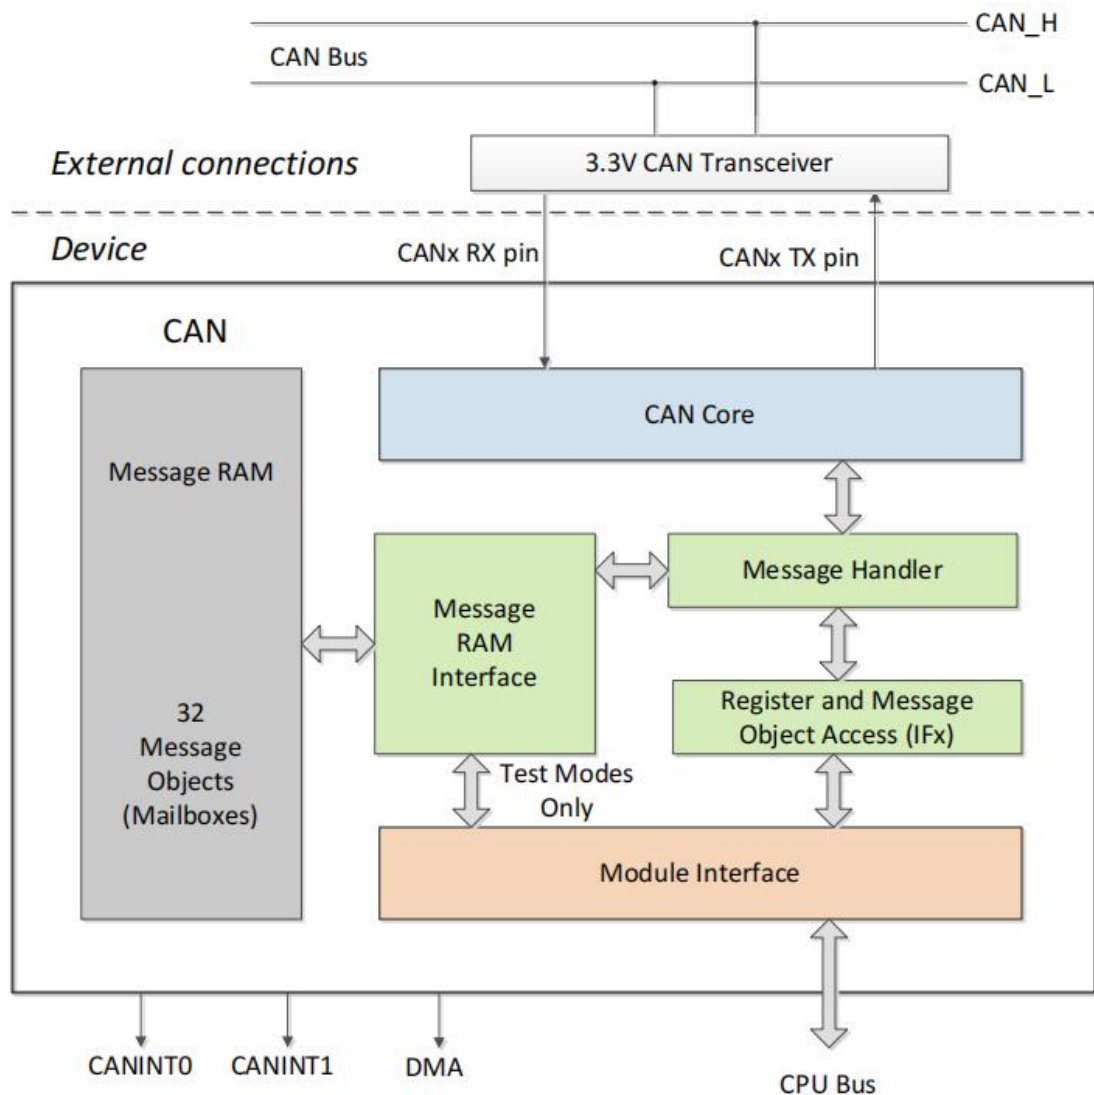 CAN_H
CAN Bus
CAN_L
External connections
3.3V CAN Transceiver
Device
CANx RX pin
CANx TX pin
CAN
CAN Core
Message RAM
Message Handler
Message
RAM
Interface
Register and Message
Object Access (IFx)
32
Message
Objects
(Mailboxes)
Test Modes
Only
Module Interface
CANINT0
CANINT1
DMA
CPU Bus